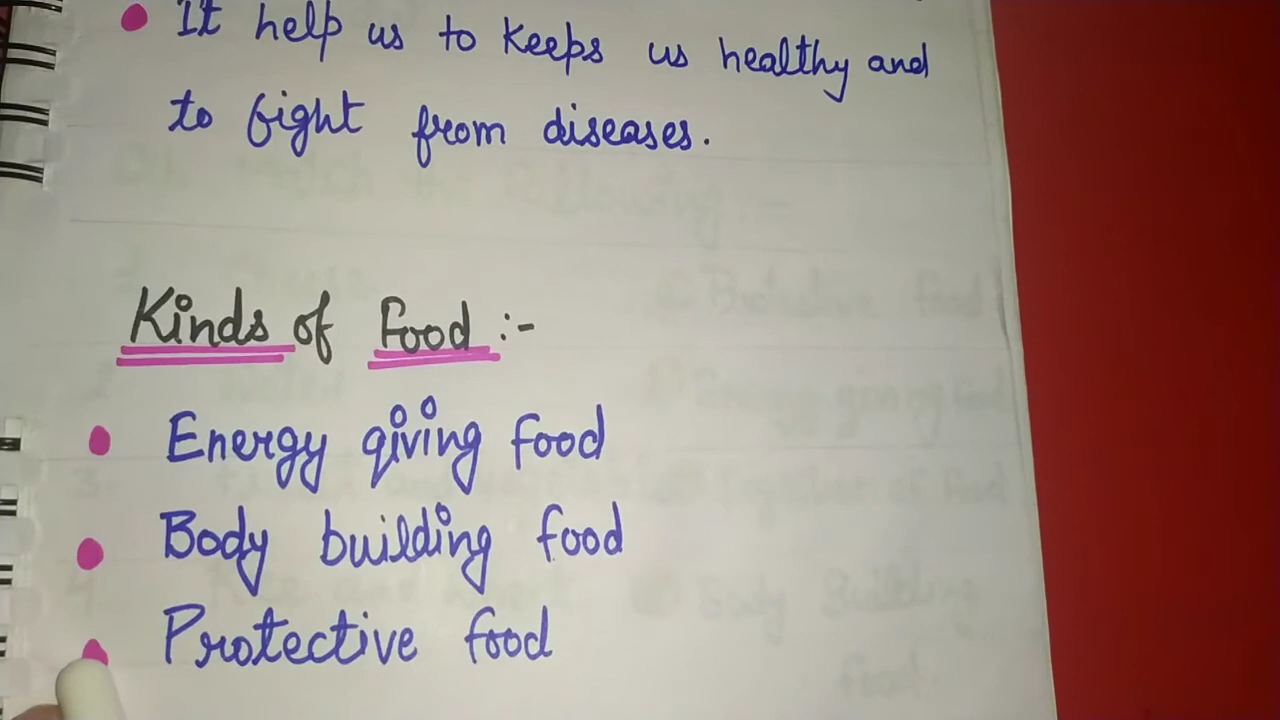 It help us to keeps us healthy and
to fight from diseases.
Kinds of Food :-
Energy giving food
Body building food
Protective food